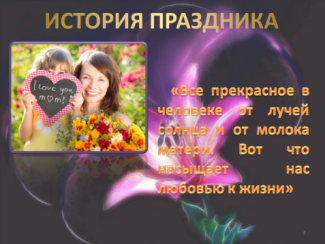 ИСТОРИЯ ПРАЗДНИКА
I love you
mom!
«Все прекрасное в
человеке от лучей
солнца и от молока
матери. Вот что
насыщает нас
любовью к жизни»